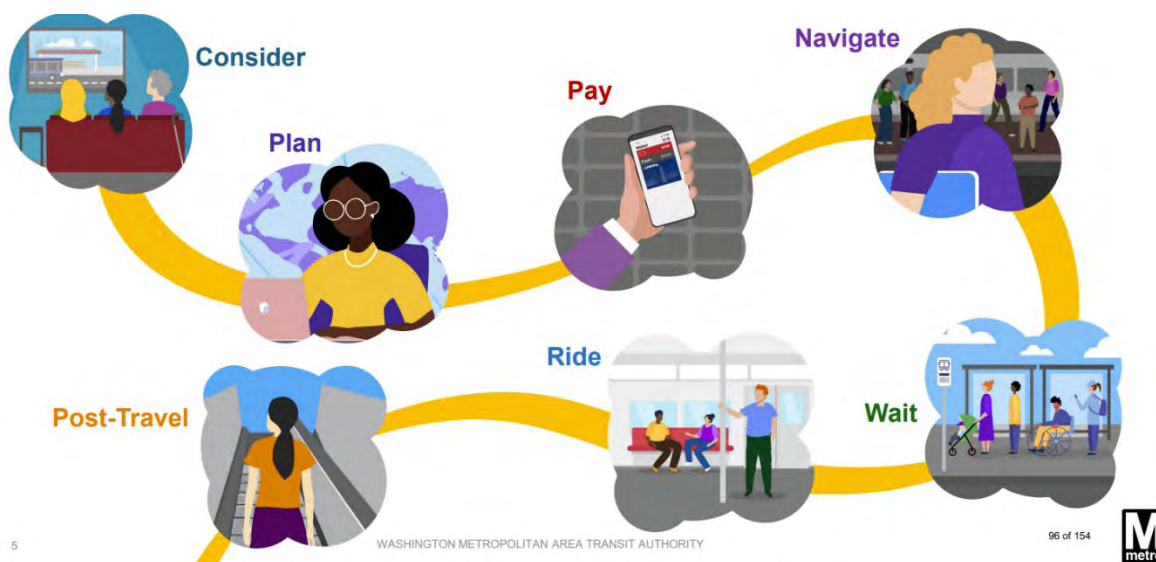 Consider
Plan
Pay
Navigate
Wait
Ride
Post-Travel
5
WASHINGTON METROPOLITAN AREA TRANSIT AUTHORITY
96 of 154
M
metro